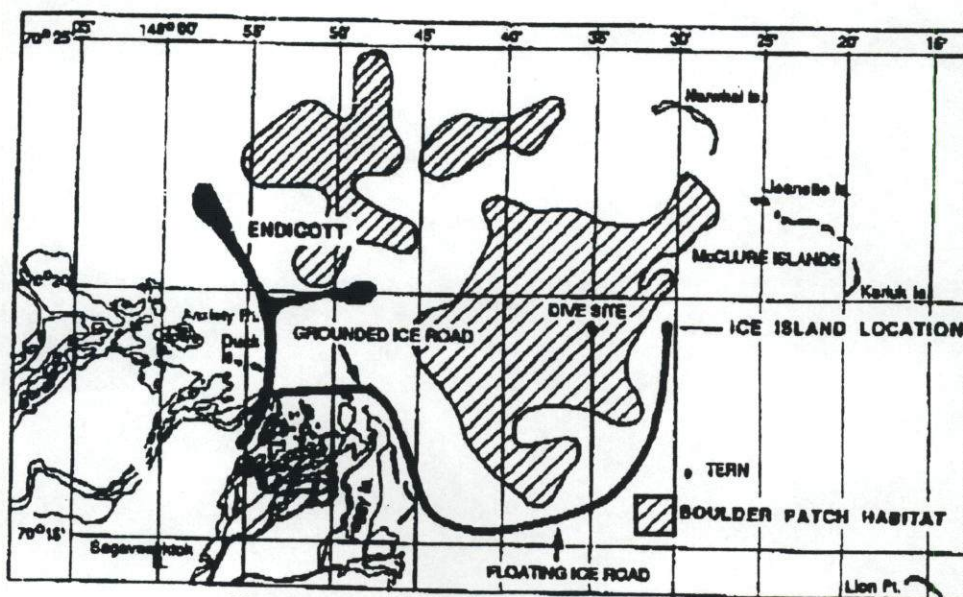 35' 148° 00' 55' 50' 45' 40' 35' 30' 25' 20' 15'
70° 25'
Narwhal Is.
Jeanette Is.
ENDICOTT
McCLURE ISLANDS
Karluk Is.
DIVE SITE
Duck Is.
GROUNDED ICE ROAD
ICE ISLAND LOCATION
TERN
BOULDER PATCH HABITAT
70° 15'
FLOATING ICE ROAD
Lion Pt.